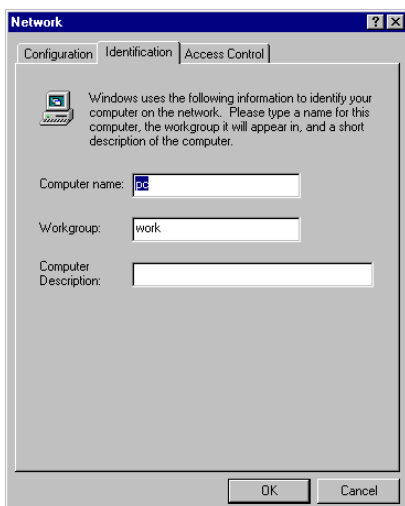 Network
Configuration Identification Access Control
Windows uses the following information to identify your
computer on the network. Please type a name for this
computer, the workgroup it will appear in, and a short
description of the computer.
Computer name: pc
Workgroup: work
Computer
Description:
OK Cancel